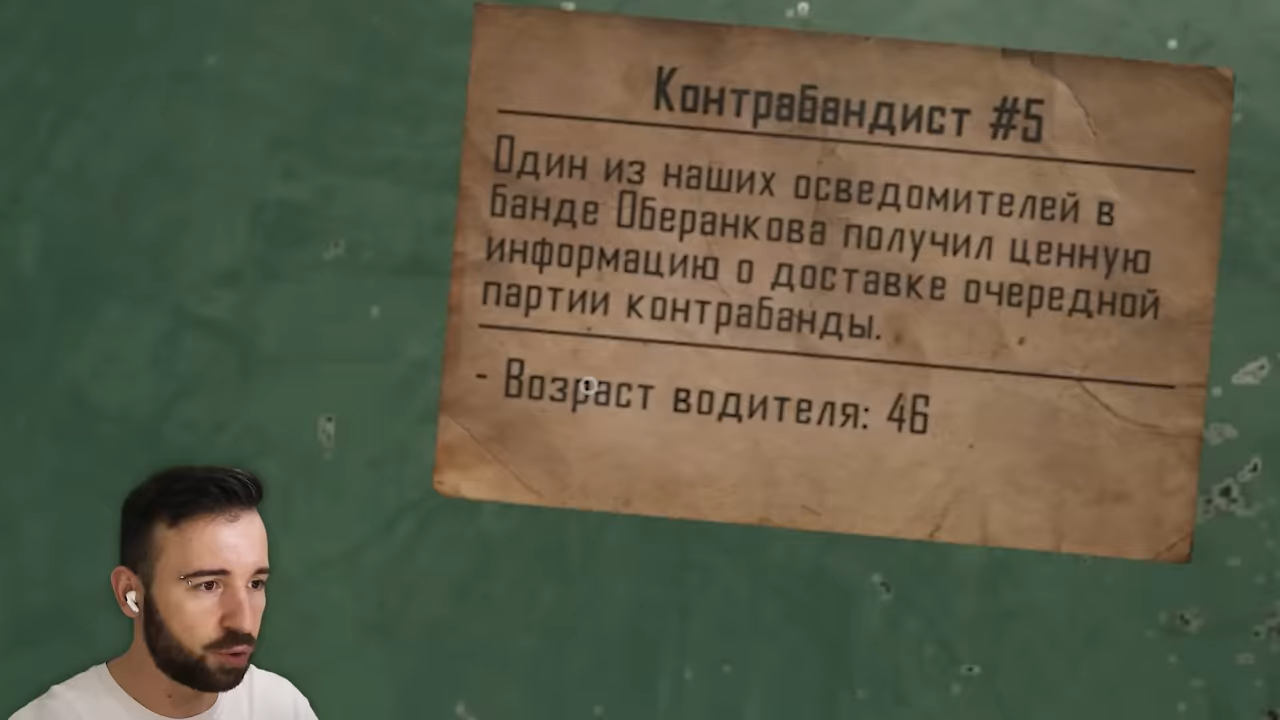 Контрабандист #5
Один из наших осведомителей в
банде Оберанкова получил ценную
информацию о доставке очередной
партии контрабанды.
- Возраст водителя: 46